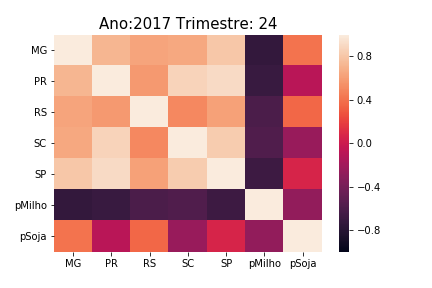 Ano:2017 Trimestre: 24
MG
PR
RS
SC
SP
pMilho
pSoja
MG PR RS SC SP pMilho pSoja
0.8
0.4
0.0
−0.4
−0.8